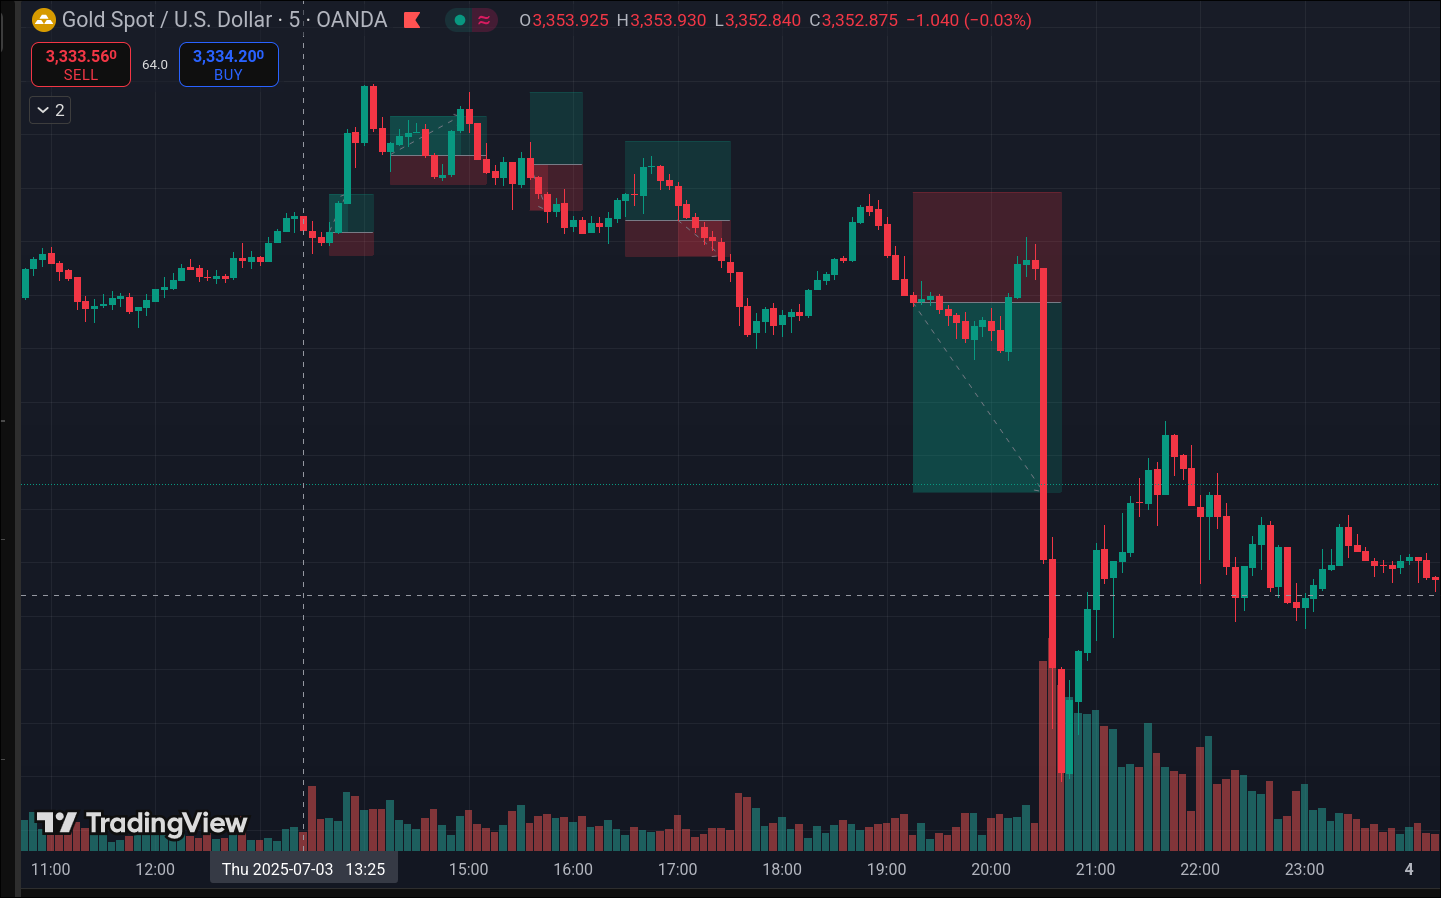 Gold Spot / U.S. Dollar · 5 · OANDA
O3,353.925 H3,353.930 L3,352.840 C3,352.875 −1.040 (−0.03%)
3,333.560 64.0 3,334.200
SELL BUY
2
TradingView
11:00 12:00 Thu 2025-07-03 13:25 15:00 16:00 17:00 18:00 19:00 20:00 21:00 22:00 23:00 4